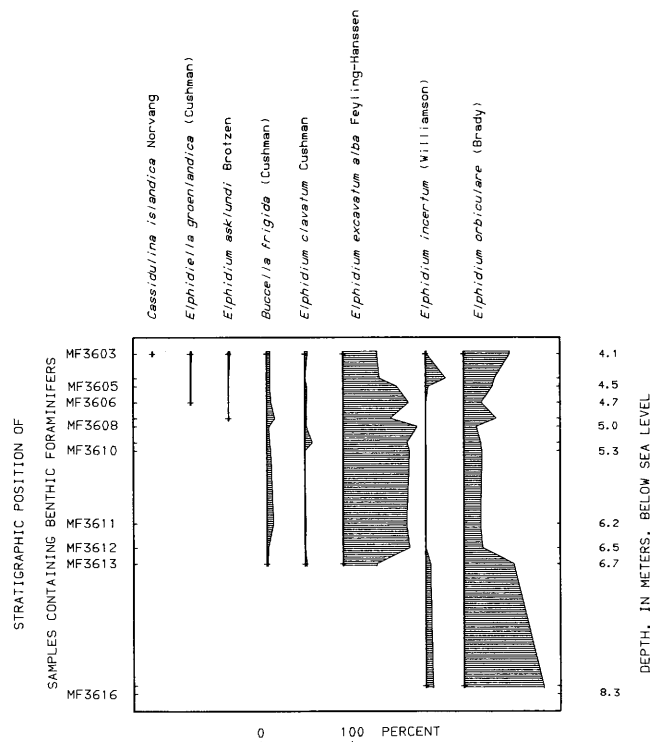 Cassidulina islandica Norvang
Elphidiella groenlandica (Cushman)
Elphidium asklundi Brotzen
Buccella frigida (Cushman)
Elphidium clavatum Cushman
Elphidium excavatum alba Feyling-Hanssen
Elphidium incertum (Williamson)
Elphidium orbiculare (Brady)
STRATIGRAPHIC POSITION OF
SAMPLES CONTAINING BENTHIC FORAMINIFERS
MF3603
MF3605
MF3606
MF3608
MF3610
MF3611
MF3612
MF3613
MF3616
4.1
4.5
4.7
5.0
5.3
6.2
6.5
6.7
8.3
DEPTH, IN METERS, BELOW SEA LEVEL
0 100 PERCENT